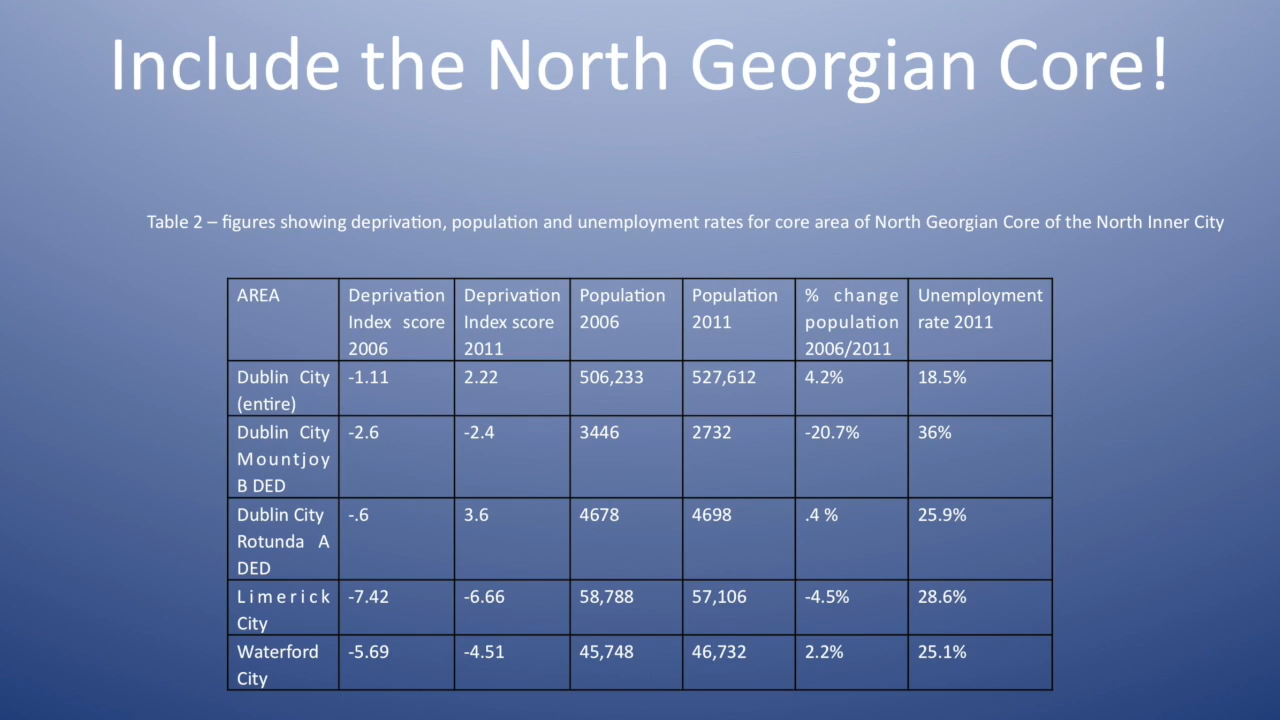 Include the North Georgian Core!
Table 2 – figures showing deprivation, population and unemployment rates for core area of North Georgian Core of the North Inner City
AREA
Deprivation
Index score
2006
Deprivation
Index score
2011
Population
2006
Population
2011
% change
population
2006/2011
Unemployment
rate 2011
Dublin City
(entire)
-1.11
2.22
506,233
527,612
4.2%
18.5%
Dublin City
Mountjoy
B DED
-2.6
-2.4
3446
2732
-20.7%
36%
Dublin City
Rotunda A
DED
-.6
3.6
4678
4698
.4 %
25.9%
Limerick
City
-7.42
-6.66
58,788
57,106
-4.5%
28.6%
Waterford
City
-5.69
-4.51
45,748
46,732
2.2%
25.1%